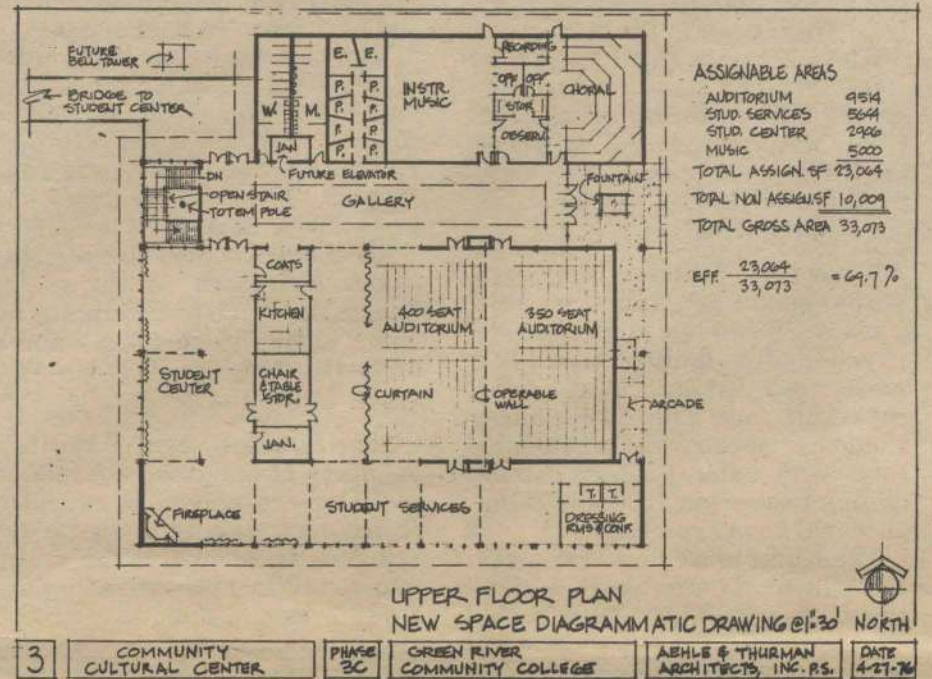 FUTURE
BELL TOWER
BRIDGE TO
STUDENT CENTER
W.
M.
JAN
FUTURE ELEVATOR
E. E.
P. P.
P. P.
P. P.
P. P.
INSTR.
MUSIC
RECORDING
OFF OFF
STOR
OBSERV.
CHORAL
DN
OPEN STAIR
TOTEM POLE
GALLERY
FOUNTAIN
COATS
KITCHEN
CHAIR
& TABLE
STOR.
JAN.
STUDENT
CENTER
400 SEAT
AUDITORIUM
350 SEAT
AUDITORIUM
CURTAIN
OPERABLE
WALL
ARCADE
FIREPLACE
STUDENT SERVICES
T. T.
DRESSING
RMS & CONF.
ASSIGNABLE AREAS
AUDITORIUM 9514
STUD. SERVICES 5644
STUD. CENTER 2906
MUSIC 5000
TOTAL ASSIGN. SF 23,064
TOTAL NON ASSIGN. SF 10,009
TOTAL GROSS AREA 33,073
EFF. 23,064
33,073 = 69.7 %
UPPER FLOOR PLAN
NEW SPACE DIAGRAMMATIC DRAWING @ 1"=30'
NORTH
3
COMMUNITY
CULTURAL CENTER
PHASE
3C
GREEN RIVER
COMMUNITY COLLEGE
AEHLE & THURMAN
ARCHITECTS, INC. P.S.
DATE
4-27-76